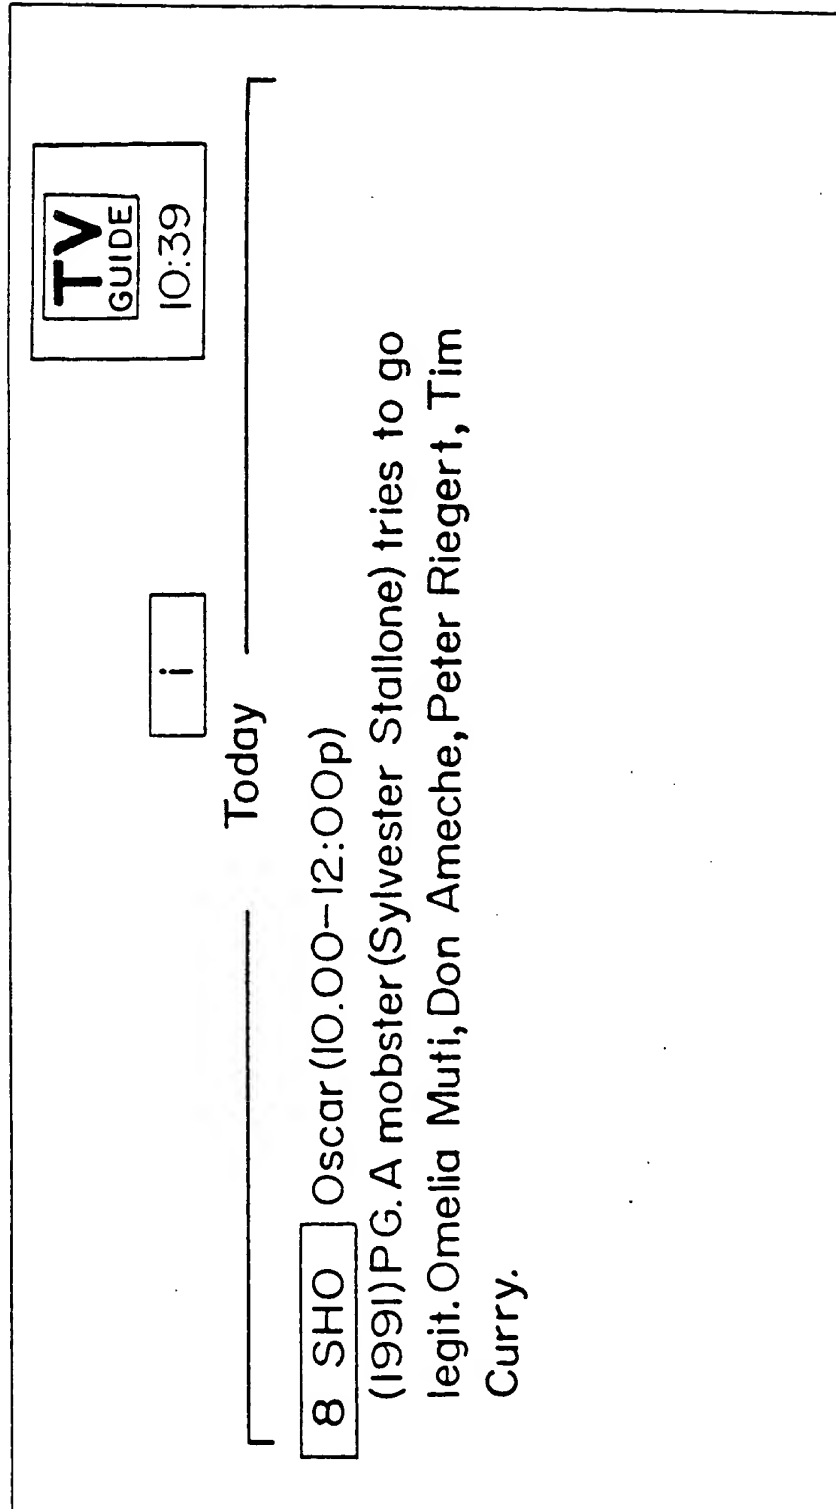 TV
GUIDE
10:39
i
Today
8 SHO Oscar (10.00-12:00p)
(1991) PG. A mobster (Sylvester Stallone) tries to go
legit. Omelia Muti, Don Ameche, Peter Riegert, Tim
Curry.